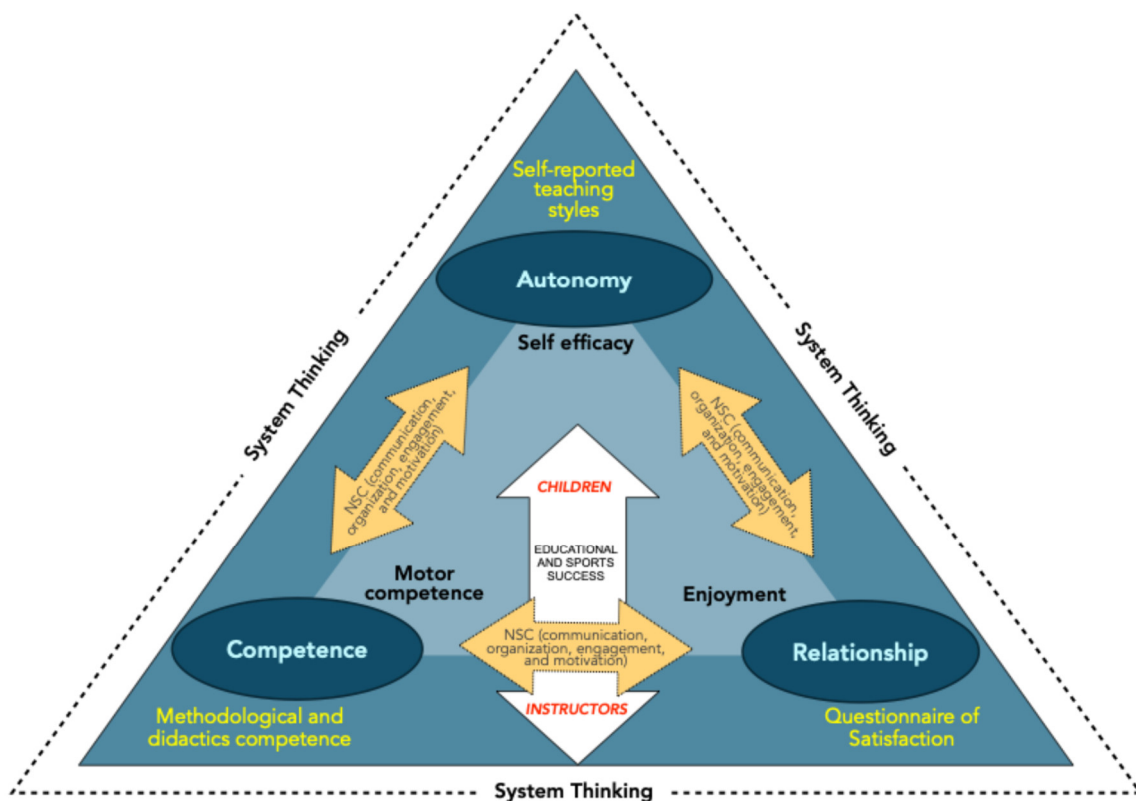 Self-reported
teaching
styles
Autonomy
Self efficacy
System Thinking
System Thinking
NSC (communication,
organization, engagement,
and motivation)
NSC (communication,
organization, engagement,
and motivation)
CHILDREN
EDUCATIONAL
AND SPORTS
SUCCESS
Motor
competence
Enjoyment
Competence
NSC (communication,
organization, engagement,
and motivation)
Relationship
INSTRUCTORS
Methodological and
didactics competence
Questionnaire of
Satisfaction
System Thinking